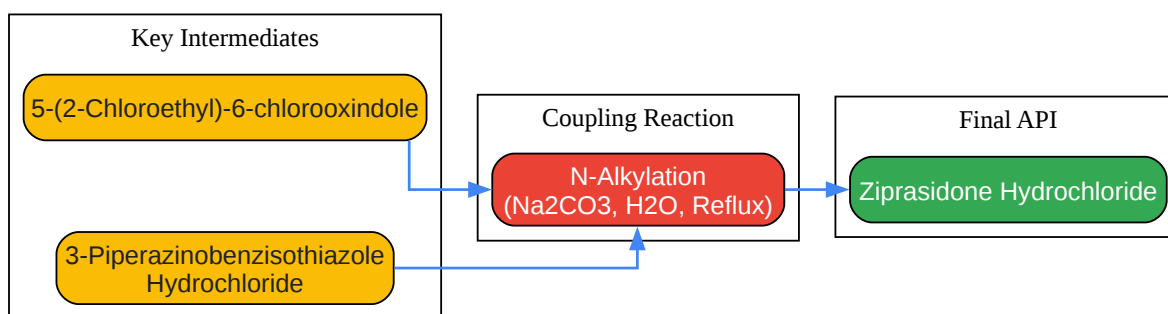 Key Intermediates
5-(2-Chloroethyl)-6-chlorooxindole
3-Piperazinobenzisothiazole
Hydrochloride
Coupling Reaction
N-Alkylation
(Na2CO3, H2O, Reflux)
Final API
Ziprasidone Hydrochloride